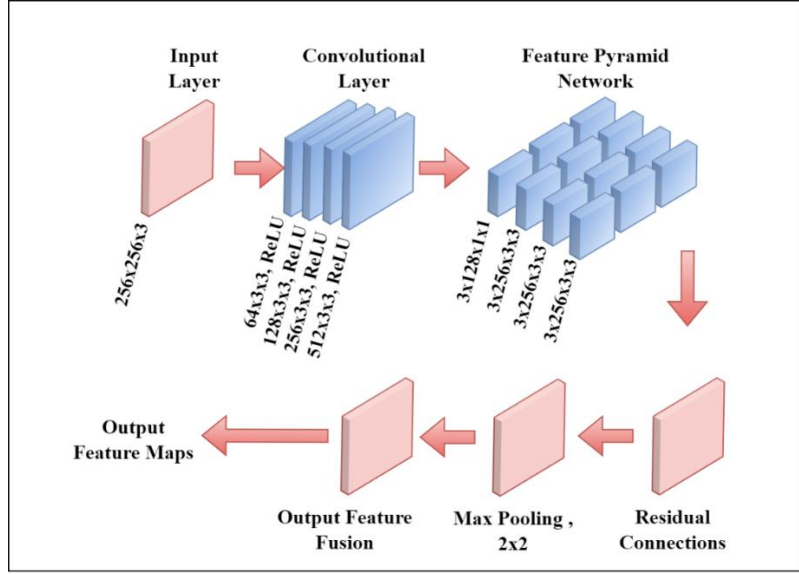 Input
Layer
Convolutional
Layer
Feature Pyramid
Network
256x256x3
64x3x3, ReLU
128x3x3, ReLU
256x3x3, ReLU
512x3x3, ReLU
3x128x1x1
3x256x3x3
3x256x3x3
3x256x3x3
Output
Feature Maps
Output Feature
Fusion
Max Pooling ,
2x2
Residual
Connections